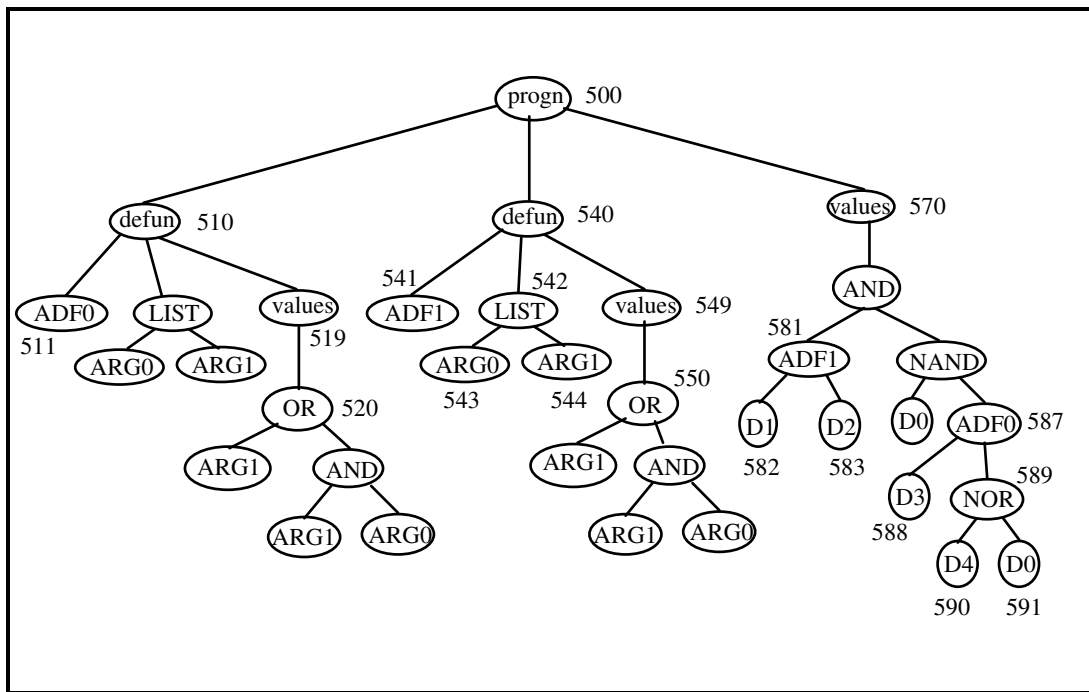 progn 500
defun 510
defun 540
values 570
541
542
AND
ADF0
LIST
values
ADF1
LIST
values 549
511
519
581
ARG0
ARG1
ARG0
ARG1
ADF1
NAND
543
544
550
OR 520
OR
D1
D2
D0
ADF0 587
582
583
ARG1
AND
ARG1
AND
589
D3
NOR
588
ARG1
ARG0
ARG1
ARG0
D4
D0
590
591